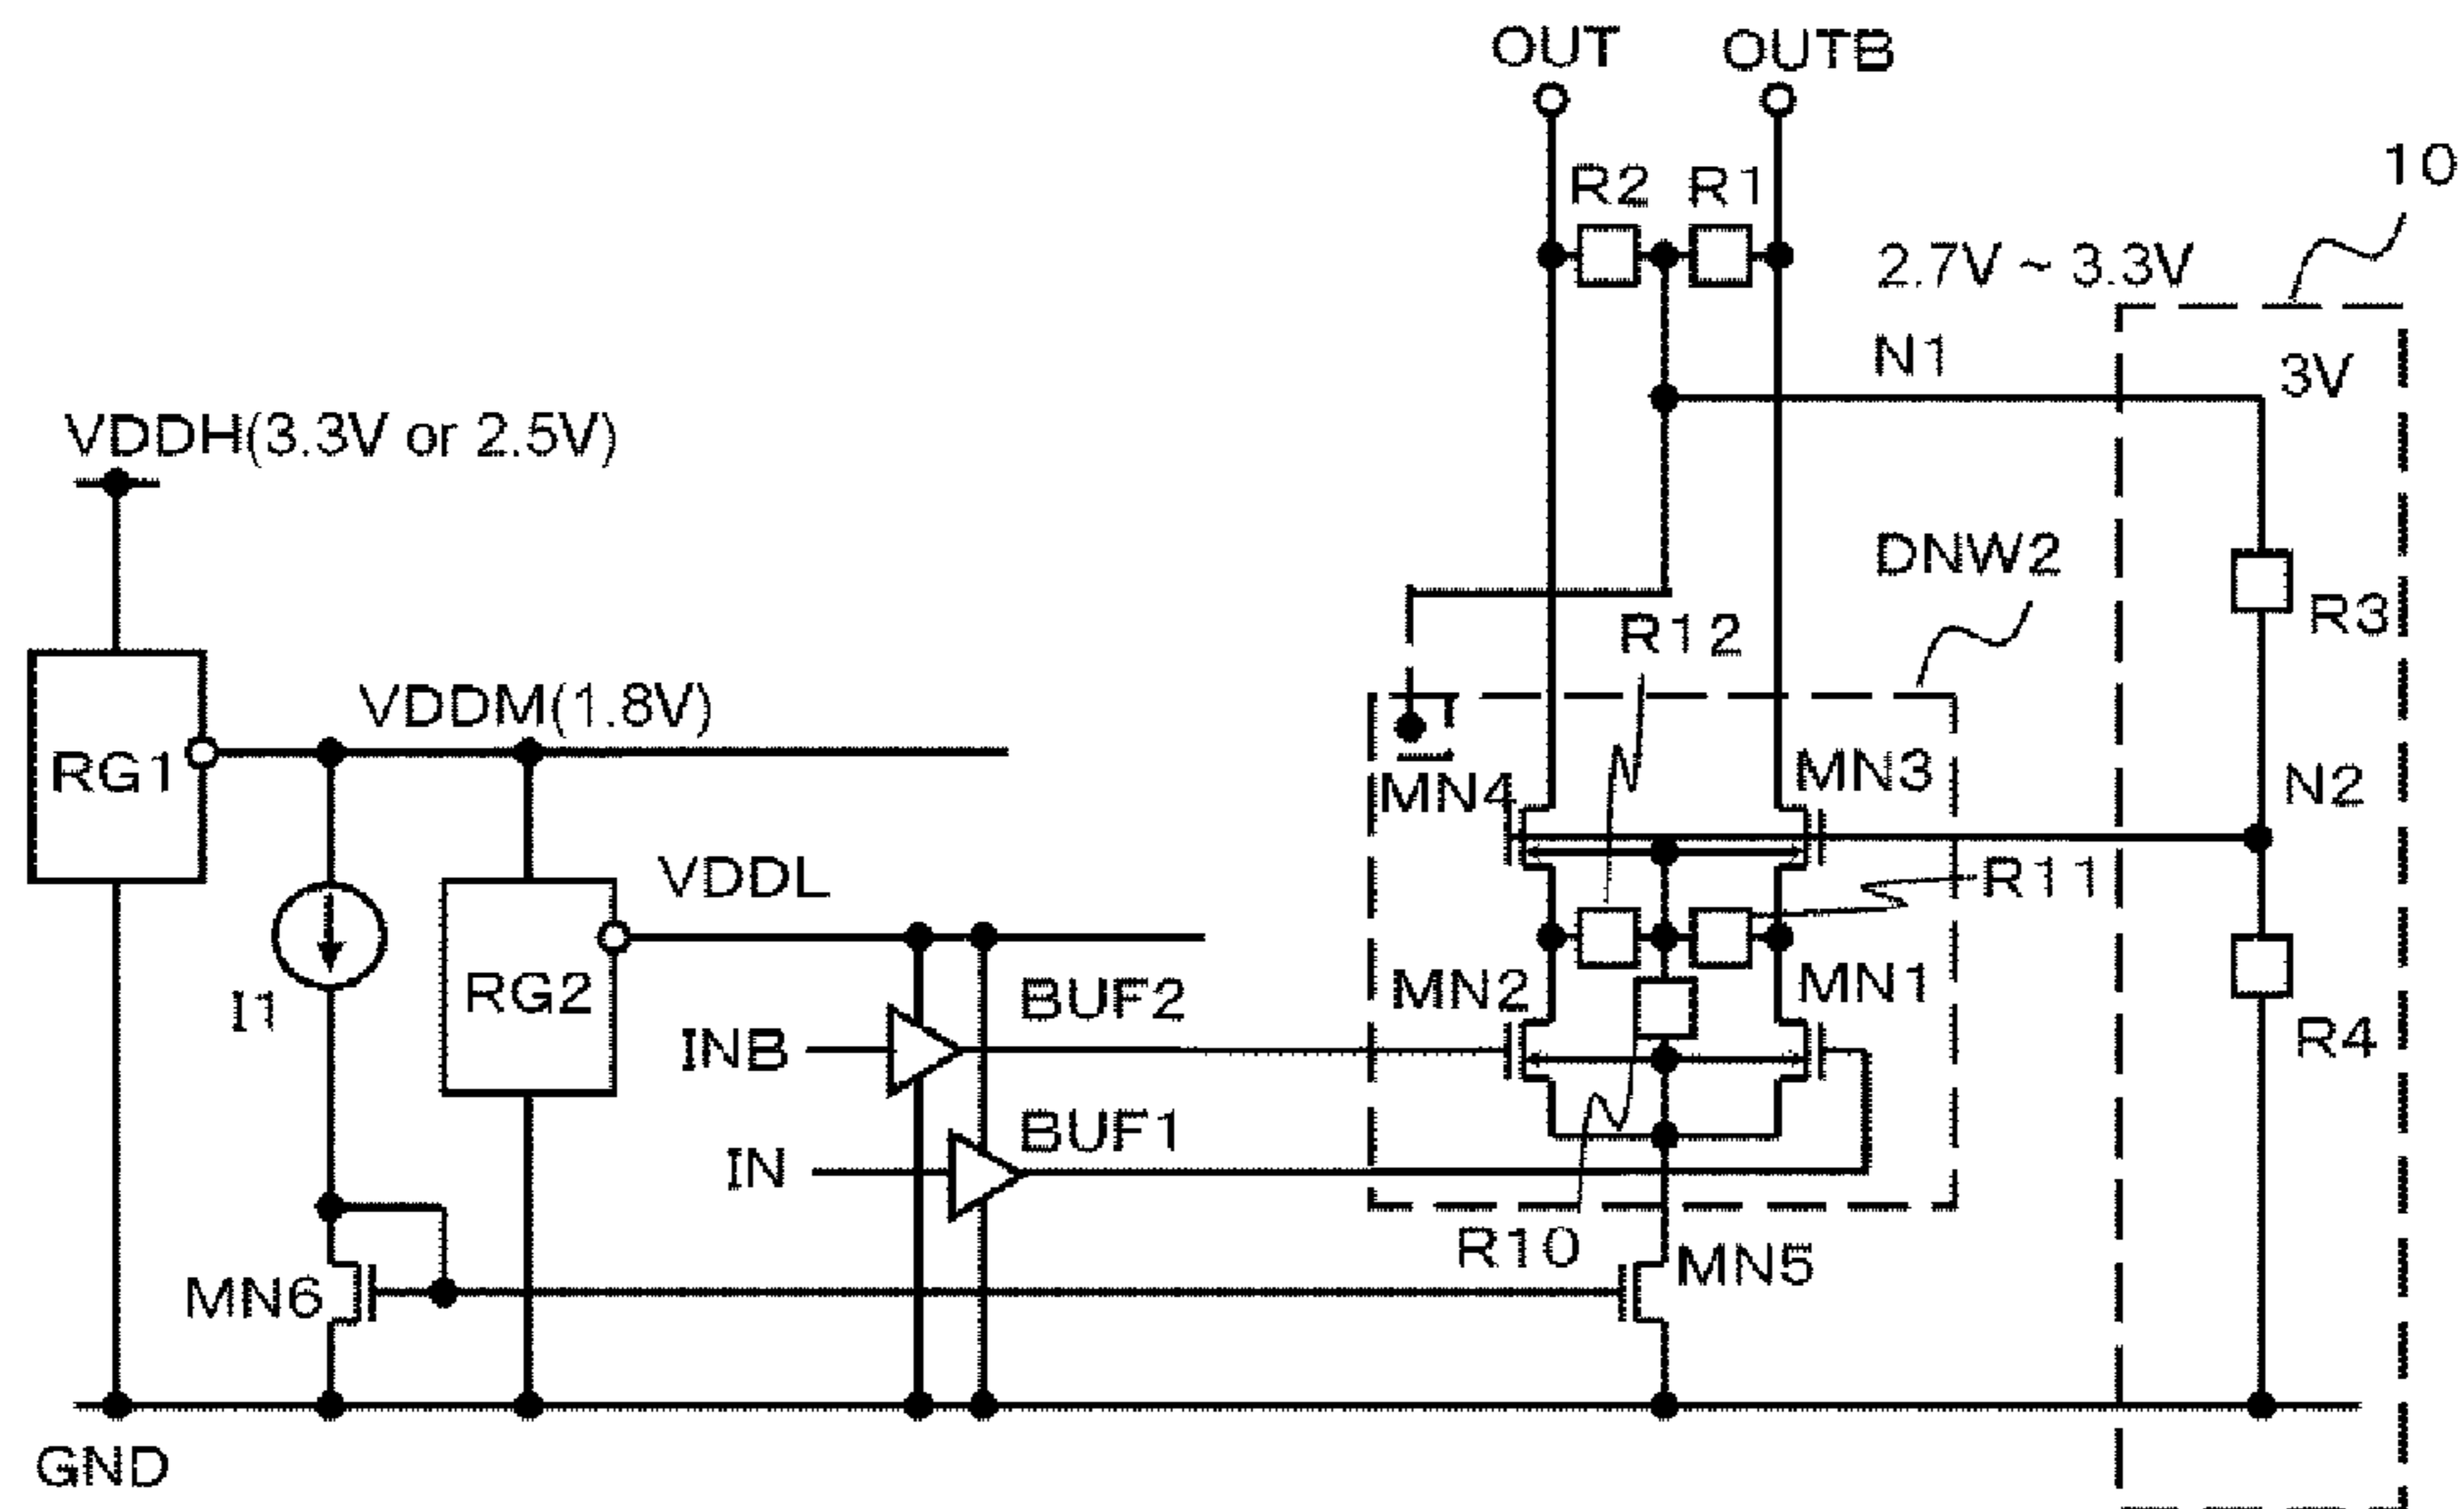 OUT OUTB
R2 R1
10
2.7V ~ 3.3V
N1
3V
VDDH(3.3V or 2.5V)
DNW2
R12
R3
VDDM(1.8V)
RG1
MN4
MN3
N2
VDDL
R11
I1
RG2
BUF2
MN2
MN1
INB
R4
BUF1
IN
R10
MN5
MN6
GND